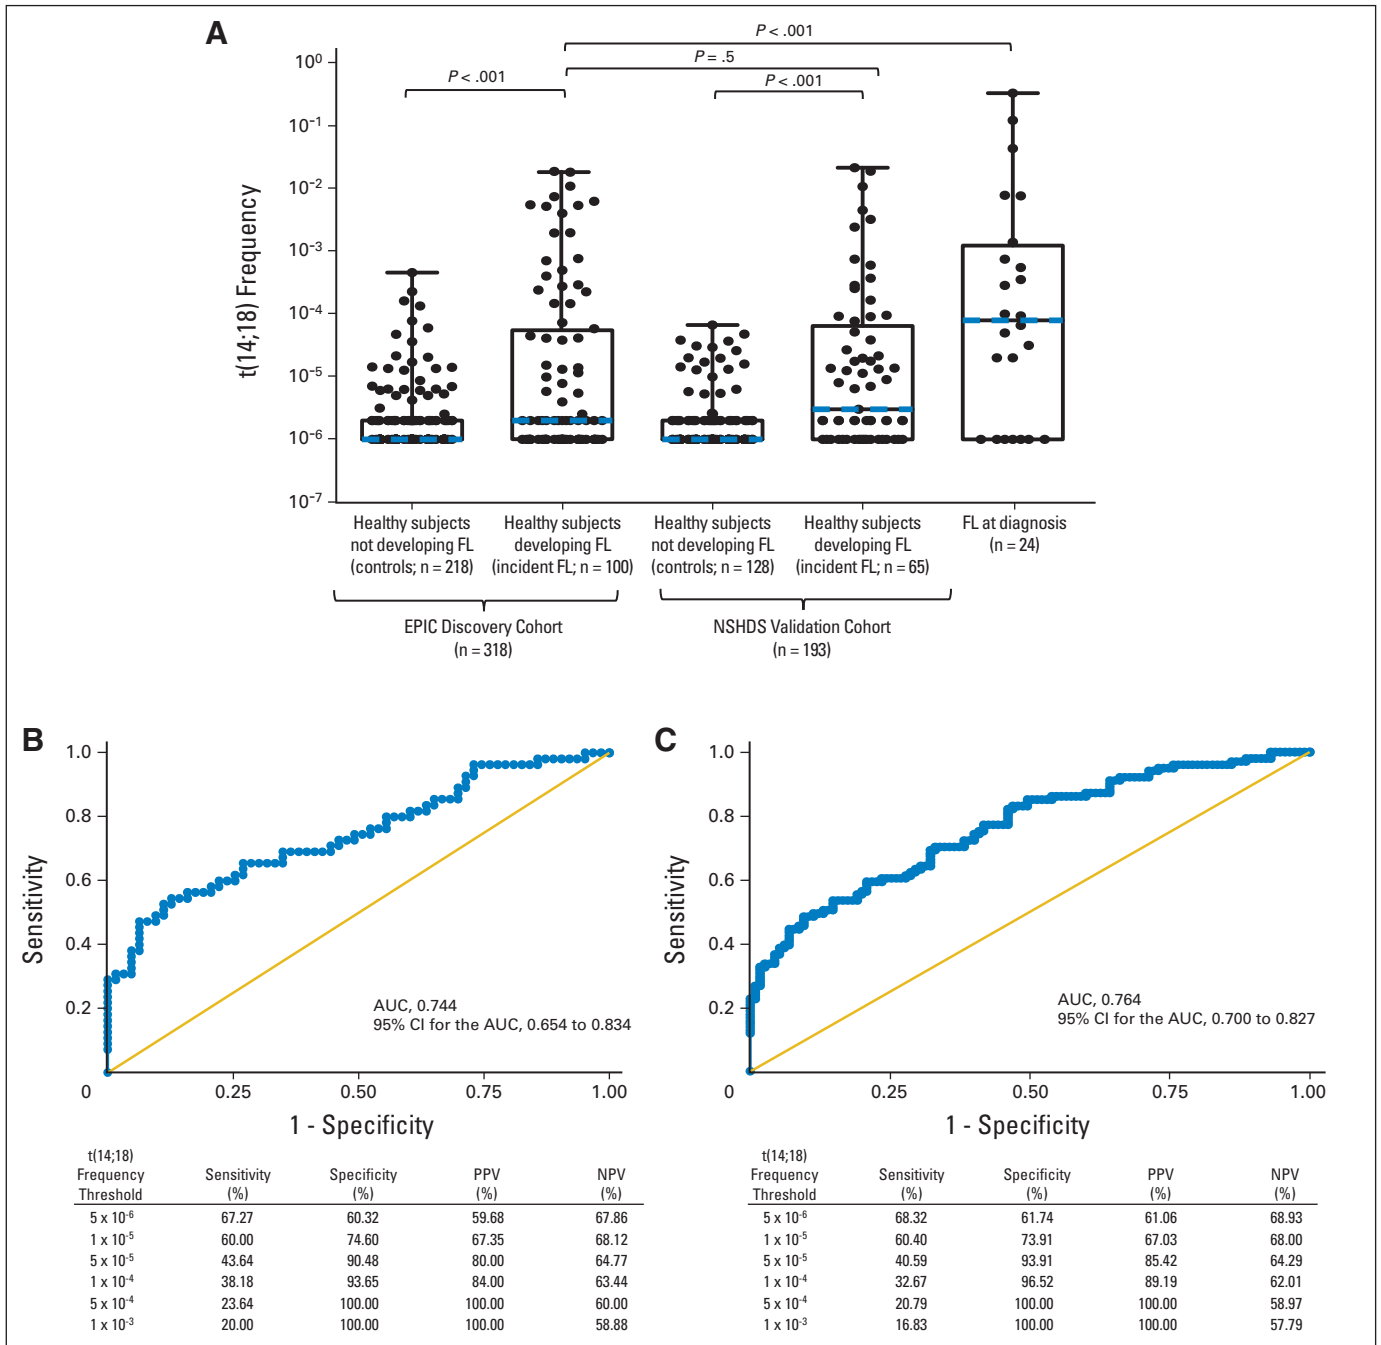 A
P < .001
P = .5
P < .001
P < .001
t(14;18) Frequency
10⁰
10⁻¹
10⁻²
10⁻³
10⁻⁴
10⁻⁵
10⁻⁶
10⁻⁷
Healthy subjects
not developing FL
(controls; n = 218)
Healthy subjects
developing FL
(incident FL; n = 100)
Healthy subjects
not developing FL
(controls; n = 128)
Healthy subjects
developing FL
(incident FL; n = 65)
FL at diagnosis
(n = 24)
EPIC Discovery Cohort
(n = 318)
NSHDS Validation Cohort
(n = 193)
B
Sensitivity
1.0
0.8
0.6
0.4
0.2
AUC, 0.744
95% CI for the AUC, 0.654 to 0.834
0 0.25 0.50 0.75 1.00
1 - Specificity
t(14;18)
Frequency Sensitivity Specificity PPV NPV
Threshold (%) (%) (%) (%)
5 x 10⁻⁶ 67.27 60.32 59.68 67.86
1 x 10⁻⁵ 60.00 74.60 67.35 68.12
5 x 10⁻⁵ 43.64 90.48 80.00 64.77
1 x 10⁻⁴ 38.18 93.65 84.00 63.44
5 x 10⁻⁴ 23.64 100.00 100.00 60.00
1 x 10⁻³ 20.00 100.00 100.00 58.88
C
Sensitivity
1.0
0.8
0.6
0.4
0.2
AUC, 0.764
95% CI for the AUC, 0.700 to 0.827
0 0.25 0.50 0.75 1.00
1 - Specificity
t(14;18)
Frequency Sensitivity Specificity PPV NPV
Threshold (%) (%) (%) (%)
5 x 10⁻⁶ 68.32 61.74 61.06 68.93
1 x 10⁻⁵ 60.40 73.91 67.03 68.00
5 x 10⁻⁵ 40.59 93.91 85.42 64.29
1 x 10⁻⁴ 32.67 96.52 89.19 62.01
5 x 10⁻⁴ 20.79 100.00 100.00 58.97
1 x 10⁻³ 16.83 100.00 100.00 57.79